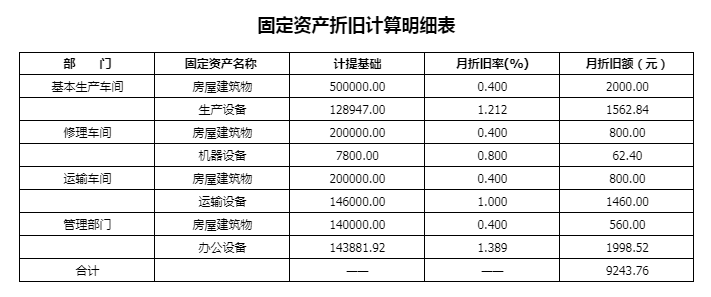 固定资产折旧计算明细表
部 门 固定资产名称 计提基础 月折旧率(%) 月折旧额（元）
基本生产车间 房屋建筑物 500000.00 0.400 2000.00
生产设备 128947.00 1.212 1562.84
修理车间 房屋建筑物 200000.00 0.400 800.00
机器设备 7800.00 0.800 62.40
运输车间 房屋建筑物 200000.00 0.400 800.00
运输设备 146000.00 1.000 1460.00
管理部门 房屋建筑物 140000.00 0.400 560.00
办公设备 143881.92 1.389 1998.52
合计 —— —— 9243.76